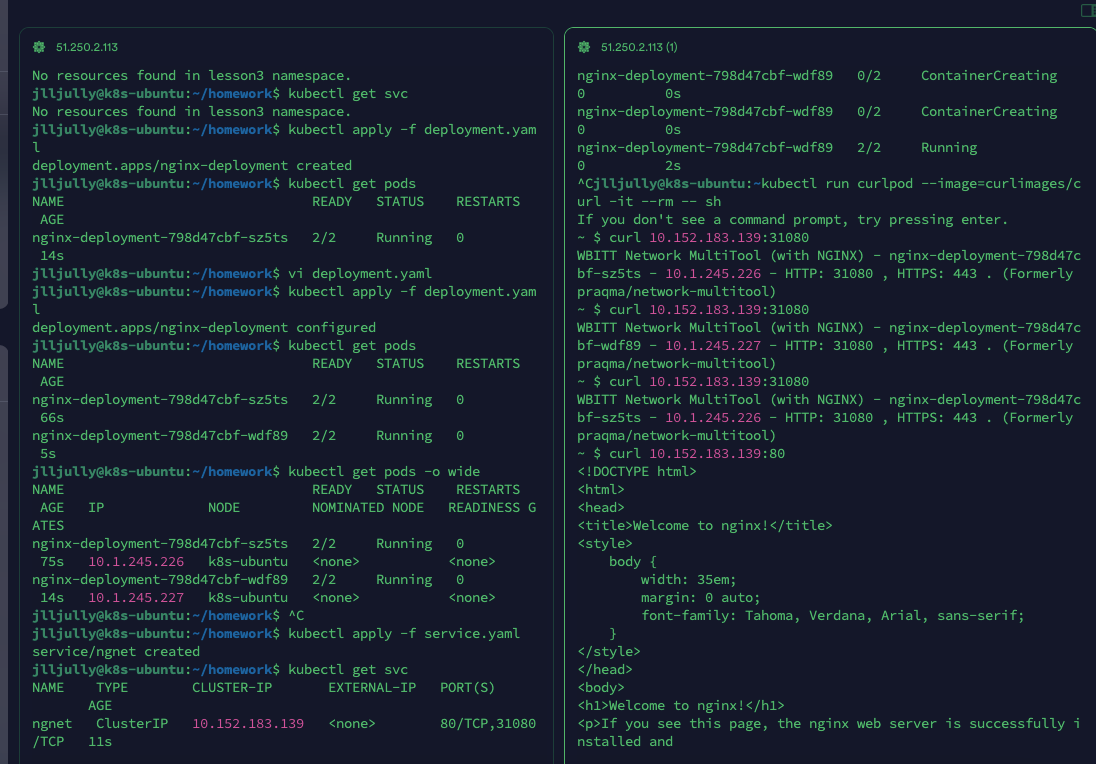 51.250.2.113
No resources found in lesson3 namespace.
jlljully@k8s-ubuntu:~/homework$ kubectl get svc
No resources found in lesson3 namespace.
jlljully@k8s-ubuntu:~/homework$ kubectl apply -f deployment.yam
l
deployment.apps/nginx-deployment created
jlljully@k8s-ubuntu:~/homework$ kubectl get pods
NAME                               READY   STATUS    RESTARTS
 AGE
nginx-deployment-798d47cbf-sz5ts   2/2     Running   0
 14s
jlljully@k8s-ubuntu:~/homework$ vi deployment.yaml
jlljully@k8s-ubuntu:~/homework$ kubectl apply -f deployment.yam
l
deployment.apps/nginx-deployment configured
jlljully@k8s-ubuntu:~/homework$ kubectl get pods
NAME                               READY   STATUS    RESTARTS
 AGE
nginx-deployment-798d47cbf-sz5ts   2/2     Running   0
 66s
nginx-deployment-798d47cbf-wdf89   2/2     Running   0
 5s
jlljully@k8s-ubuntu:~/homework$ kubectl get pods -o wide
NAME                               READY   STATUS    RESTARTS
 AGE   IP             NODE         NOMINATED NODE   READINESS G
ATES
nginx-deployment-798d47cbf-sz5ts   2/2     Running   0
 75s   10.1.245.226   k8s-ubuntu   <none>           <none>
nginx-deployment-798d47cbf-wdf89   2/2     Running   0
 14s   10.1.245.227   k8s-ubuntu   <none>           <none>
jlljully@k8s-ubuntu:~/homework$ ^C
jlljully@k8s-ubuntu:~/homework$ kubectl apply -f service.yaml
service/ngnet created
jlljully@k8s-ubuntu:~/homework$ kubectl get svc
NAME    TYPE        CLUSTER-IP       EXTERNAL-IP   PORT(S)
       AGE
ngnet   ClusterIP   10.152.183.139   <none>        80/TCP,31080
/TCP   11s
51.250.2.113 (1)
nginx-deployment-798d47cbf-wdf89   0/2     ContainerCreating
0          0s
nginx-deployment-798d47cbf-wdf89   0/2     ContainerCreating
0          0s
nginx-deployment-798d47cbf-wdf89   2/2     Running
0          2s
^Cjlljully@k8s-ubuntu:~kubectl run curlpod --image=curlimages/c
url -it --rm -- sh
If you don't see a command prompt, try pressing enter.
~ $ curl 10.152.183.139:31080
WBITT Network MultiTool (with NGINX) - nginx-deployment-798d47c
bf-sz5ts - 10.1.245.226 - HTTP: 31080 , HTTPS: 443 . (Formerly
praqma/network-multitool)
~ $ curl 10.152.183.139:31080
WBITT Network MultiTool (with NGINX) - nginx-deployment-798d47c
bf-wdf89 - 10.1.245.227 - HTTP: 31080 , HTTPS: 443 . (Formerly
praqma/network-multitool)
~ $ curl 10.152.183.139:31080
WBITT Network MultiTool (with NGINX) - nginx-deployment-798d47c
bf-sz5ts - 10.1.245.226 - HTTP: 31080 , HTTPS: 443 . (Formerly
praqma/network-multitool)
~ $ curl 10.152.183.139:80
<!DOCTYPE html>
<html>
<head>
<title>Welcome to nginx!</title>
<style>
    body {
        width: 35em;
        margin: 0 auto;
        font-family: Tahoma, Verdana, Arial, sans-serif;
    }
</style>
</head>
<body>
<h1>Welcome to nginx!</h1>
<p>If you see this page, the nginx web server is successfully i
nstalled and